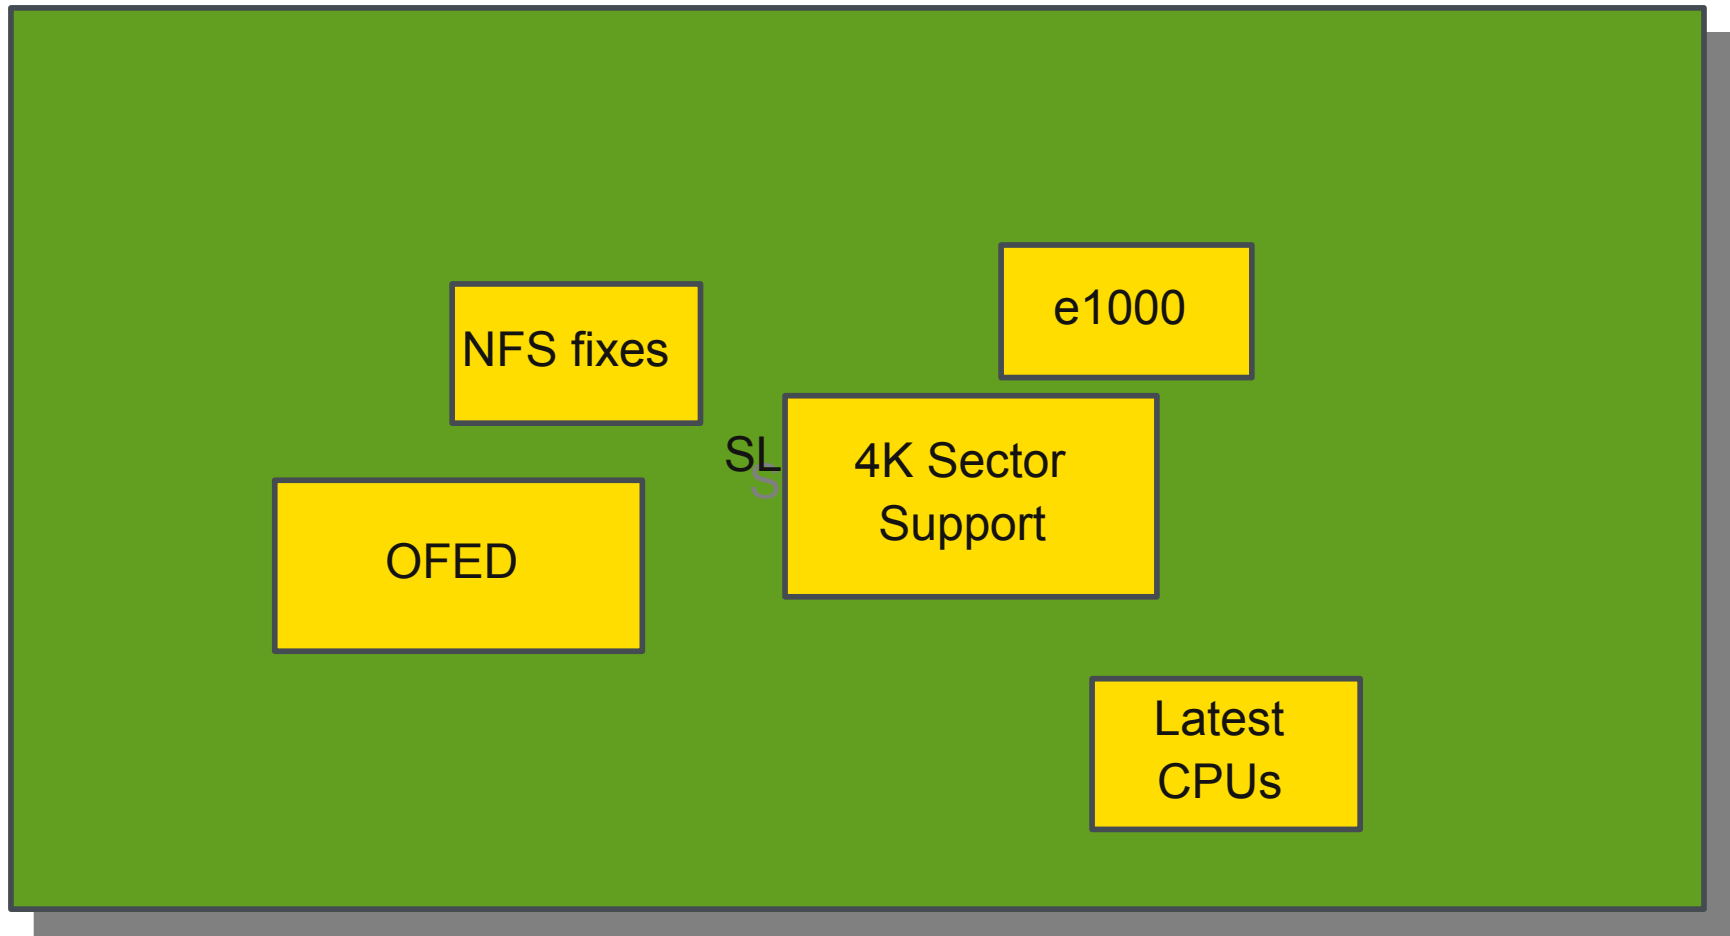 e1000
NFS fixes
SL
4K Sector
Support
OFED
Latest
CPUs